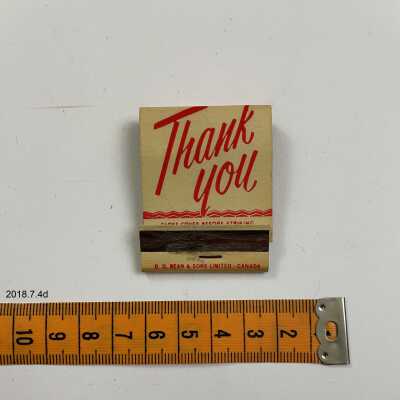 Thank
you
CLOSE COVER BEFORE STRIKING
D. D. BEAN & SONS LIMITED, CANADA
2018.7.4d
10 9 8 7 6 5 4 3 2